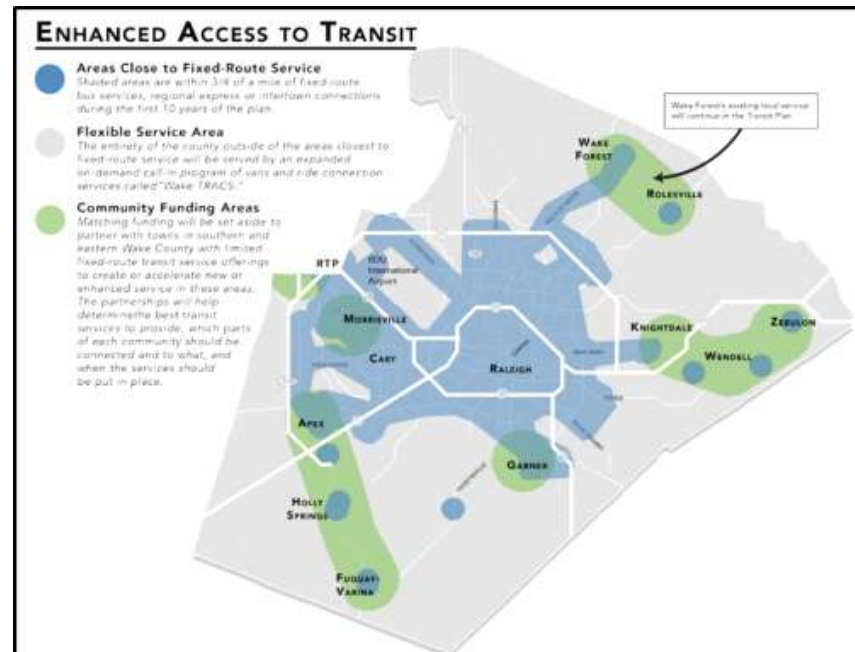 ENHANCED ACCESS TO TRANSIT
Areas Close to Fixed-Route Service
Shaded areas are within 3/4 of a mile of fixed-route
bus services, regional express or intertown connections
during the first 10 years of the plan.
Flexible Service Area
The entirety of the county outside of the areas closest to
fixed-route service will be served by an expanded
on-demand call-in program of vans and ride connection
services called "Wake TRACS."
Community Funding Areas
Matching funding will be set aside to
partner with towns in southern and
eastern Wake County with limited
fixed-route transit service offerings
to create or accelerate new or
enhanced service in these areas.
The partnerships will help
determinethe best transit
services to provide, which parts
of each community should be
connected and to what, and
when the services should
be put in place.
Wake Forest's existing local service
will continue in the Transit Plan
WAKE
FOREST
ROLESVILLE
RTP
RDU
International
Airport
MORRISVILLE
CARY
RALEIGH
KNIGHTDALE
ZEBULON
WENDELL
APEX
GARNER
HOLLY
SPRINGS
FUQUAY-
VARINA